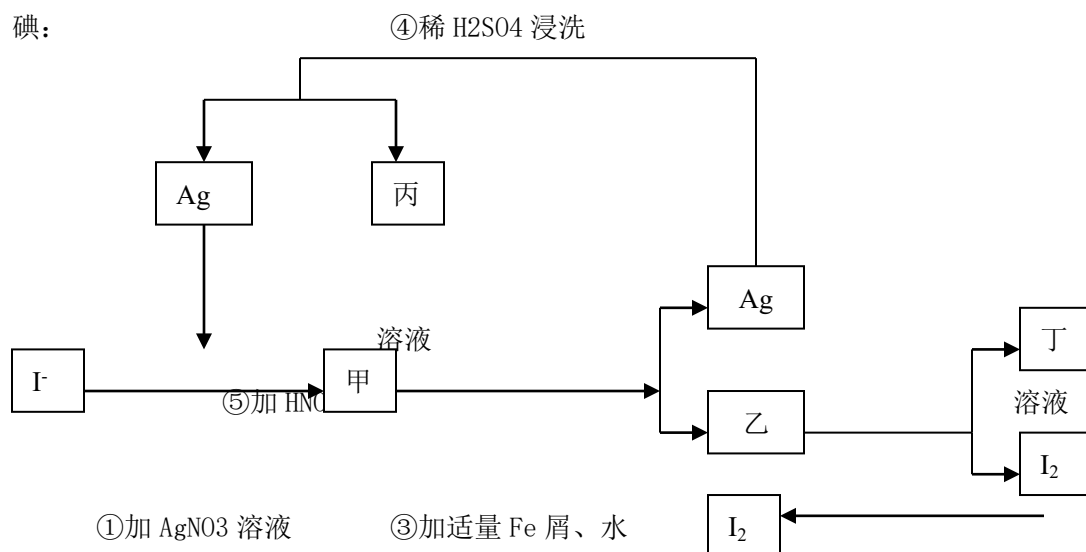 碘：
④稀 H2SO4 浸洗
Ag
丙
Ag
溶液
丁
I-
甲
⑤加 HNO
乙
溶液
I2
①加 AgNO3 溶液
③加适量 Fe 屑、水
I2